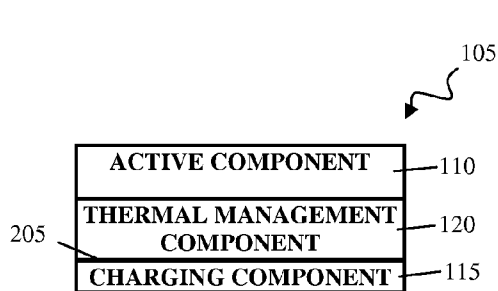 105
ACTIVE COMPONENT
110
THERMAL MANAGEMENT
COMPONENT
120
205
CHARGING COMPONENT
115